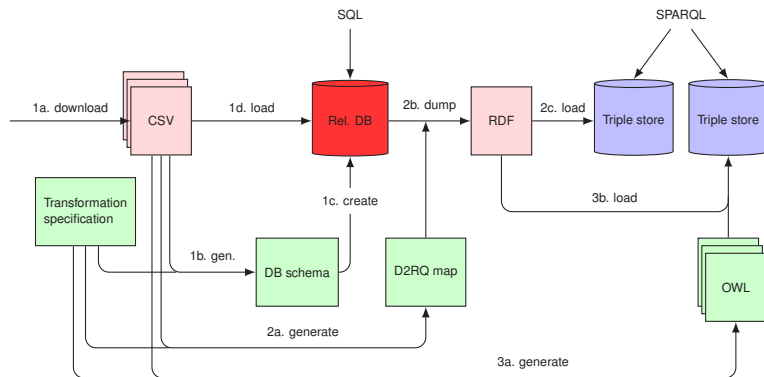 SQL
SPARQL
1a. download
CSV
1d. load
Rel. DB
2b. dump
RDF
2c. load
Triple store
Triple store
Transformation
specification
1c. create
3b. load
1b. gen.
DB schema
D2RQ map
OWL
2a. generate
3a. generate